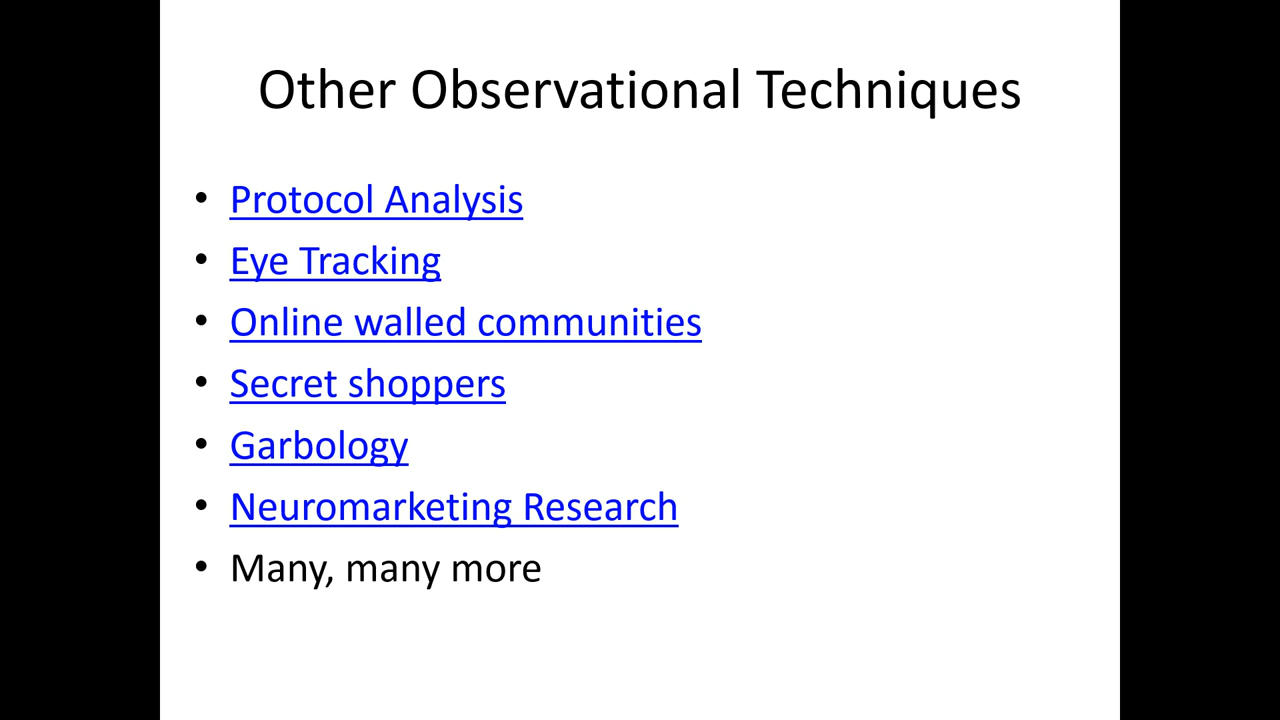 Other Observational Techniques
• Protocol Analysis
• Eye Tracking
• Online walled communities
• Secret shoppers
• Garbology
• Neuromarketing Research
• Many, many more